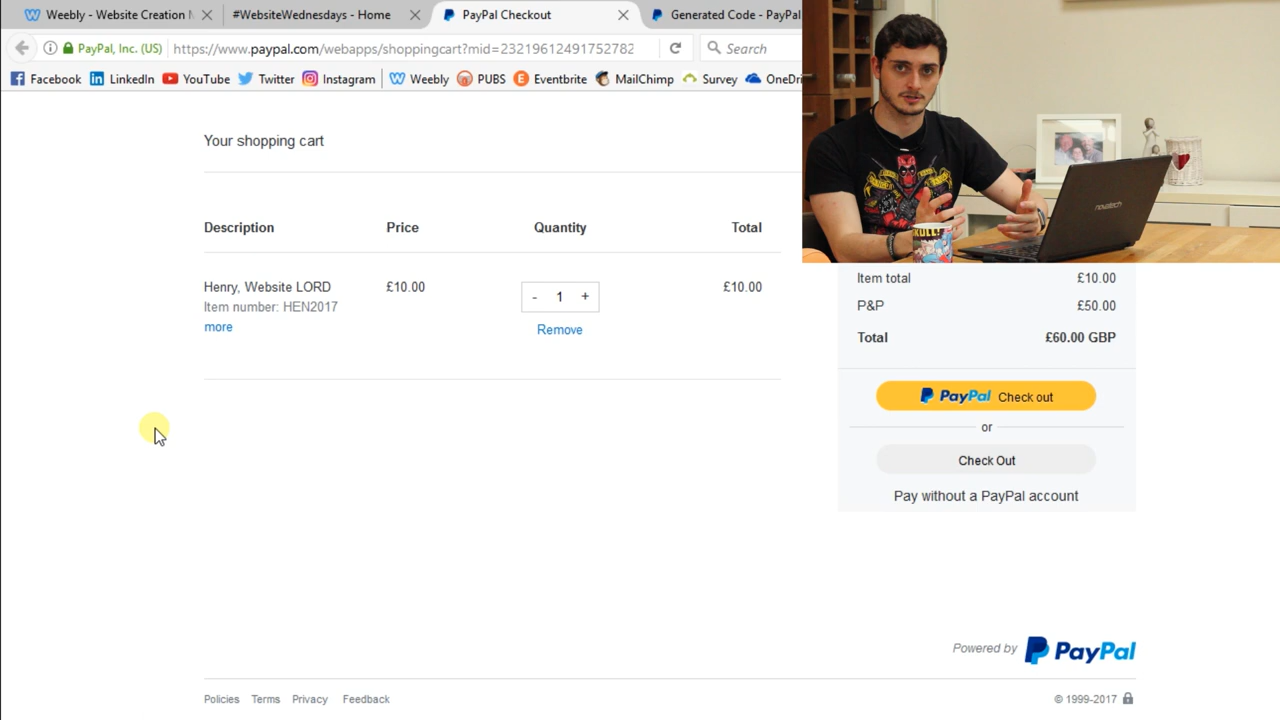 Weebly - Website Creation
#WebsiteWednesdays - Home
PayPal Checkout
Generated Code - PayPal
PayPal, Inc. (US)
https://www.paypal.com/webapps/shoppingcart?mid=23219612491752782
Search
Facebook
LinkedIn
YouTube
Twitter
Instagram
Weebly
PUBS
Eventbrite
MailChimp
Survey
OneDri
novatech
Your shopping cart
Description Price Quantity Total
Henry, Website LORD £10.00 - 1 + £10.00
Item number: HEN2017
more
Remove
Item total £10.00
P&P £50.00
Total £60.00 GBP
PayPal Check out
or
Check Out
Pay without a PayPal account
Powered by PayPal
Policies Terms Privacy Feedback
© 1999-2017